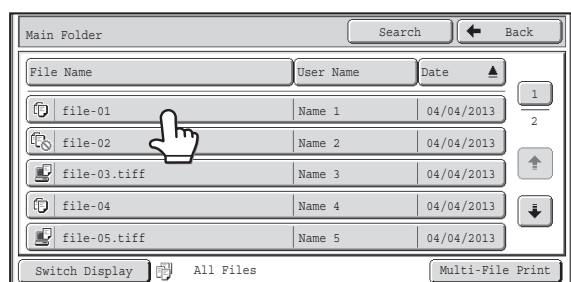 Main Folder Search Back
File Name User Name Date
file-01 Name 1 04/04/2013 1
file-02 Name 2 04/04/2013 2
file-03.tiff Name 3 04/04/2013
file-04 Name 4 04/04/2013
file-05.tiff Name 5 04/04/2013
Switch Display All Files Multi-File Print